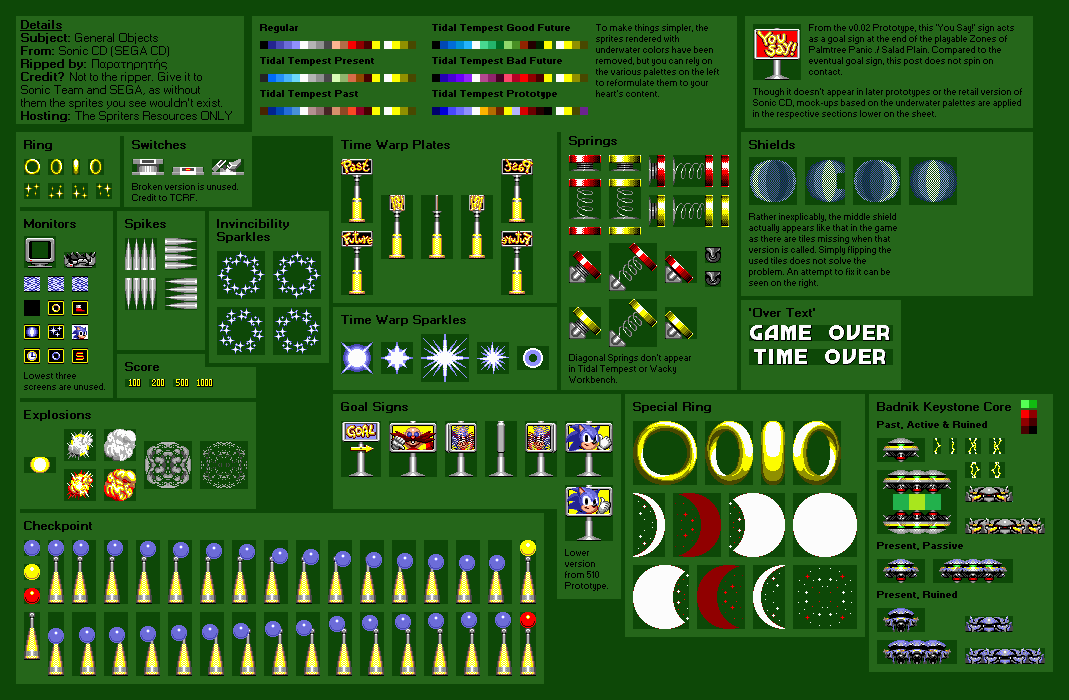 Details
Subject: General Objects
From: Sonic CD (SEGA CD)
Ripped by: Παρατηρητής
Credit? Not to the ripper. Give it to
Sonic Team and SEGA, as without
them the sprites you see wouldn't exist.
Hosting: The Spriters Resources ONLY
Regular
Tidal Tempest Present
Tidal Tempest Past
Tidal Tempest Good Future
Tidal Tempest Bad Future
Tidal Tempest Prototype
To make things simpler, the
sprites rendered with
underwater colors have been
removed, but you can rely on
the various palettes on the left
to reformulate them to your
heart's content.
You
Say!
From the v0.02 Prototype, this "You Say!" sign acts
as a goal sign at the end of the playable Zones of
Palmtree Panic / Salad Plain. Compared to the
eventual goal sign, this post does not spin on
contact.
Though it doesn't appear in later prototypes or the retail version of
Sonic CD, mock-ups based on the underwater palettes are applied
in the respective sections lower on the sheet.
Ring
Switches
Broken version is unused.
Credit to TCRF.
Time Warp Plates
Past
Future
Springs
Diagonal Springs don't appear
in Tidal Tempest or Wacky
Workbench.
Shields
Rather inexplicably, the middle shield
actually appears like that in the game
as there are tiles missing when that
version is called. Simply flipping the
used tiles does not solve the
problem. An attempt to fix it can be
seen on the right.
Monitors
S
Lowest three
screens are unused.
Spikes
Invincibility
Sparkles
Time Warp Sparkles
'Over Text'
GAME OVER
TIME OVER
Score
100 200 500 1000
Explosions
Goal Signs
GOAL
Lower
version
from 510
Prototype.
Special Ring
Badnik Keystone Core
Past, Active & Ruined
Present, Passive
Present, Ruined
Checkpoint